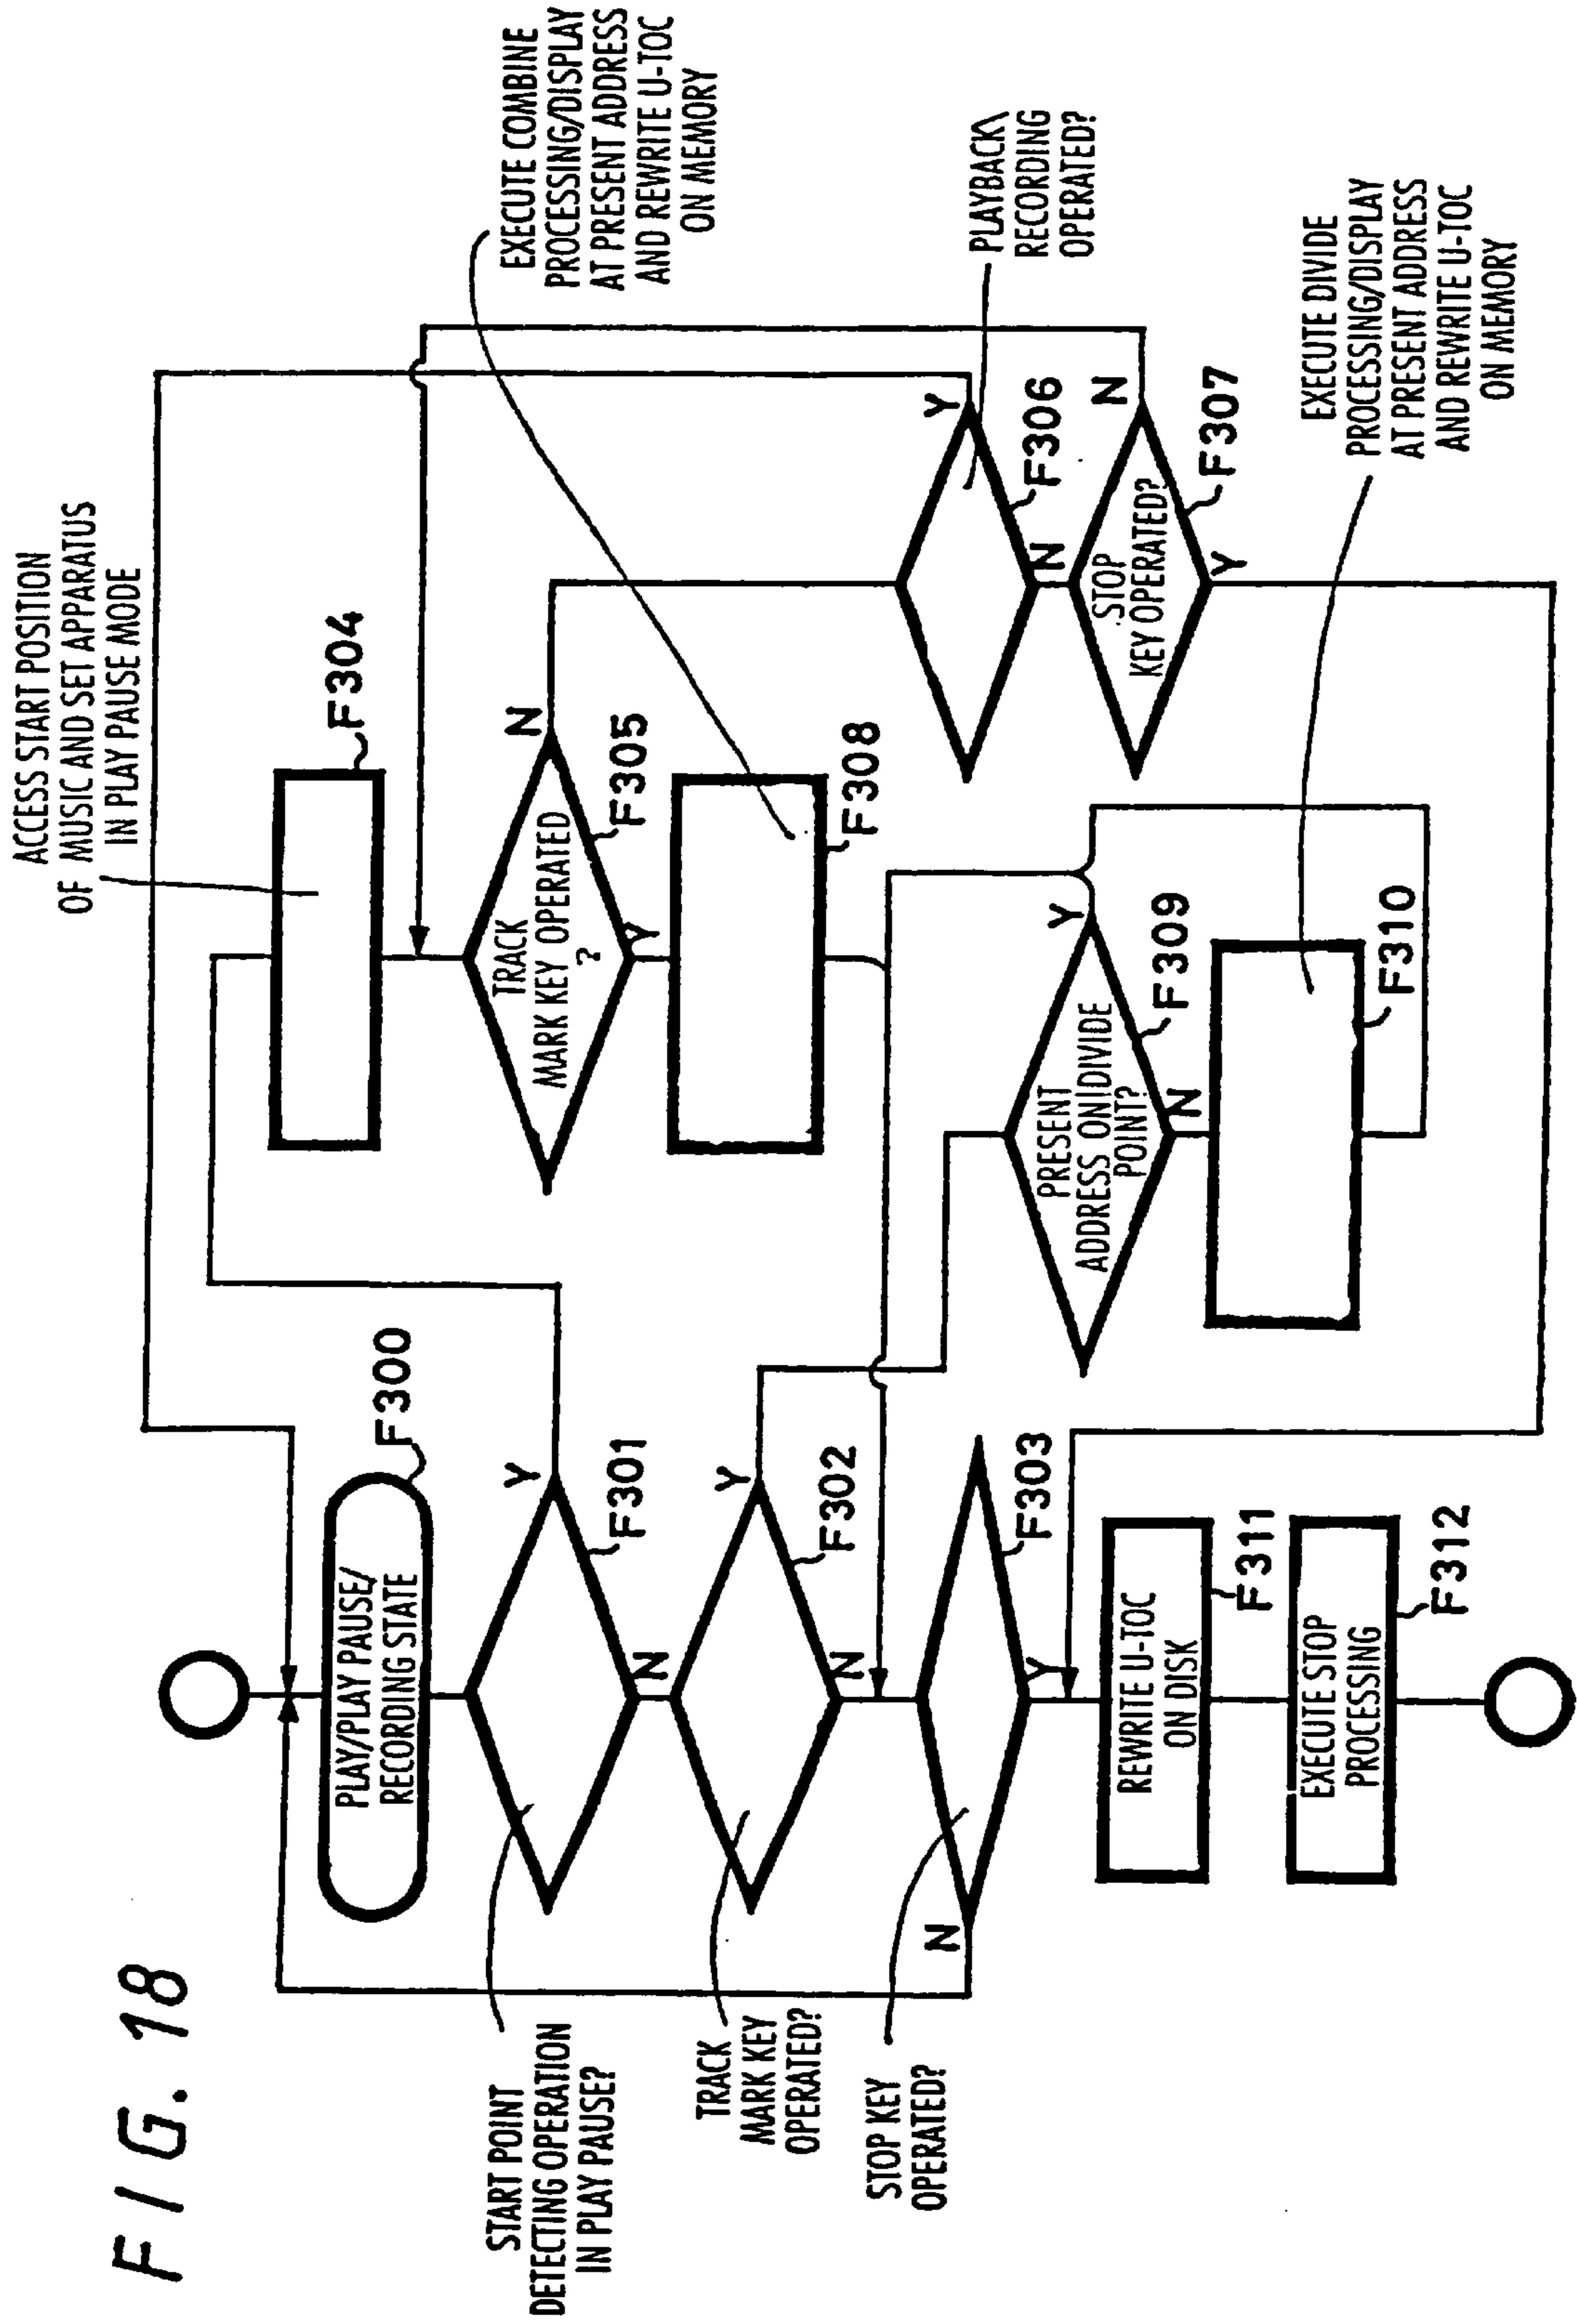 FIG. 18
PLAY/PLAY PAUSE/
RECORDING STATE
F300
START POINT
DETECTING OPERATION
IN PLAY PAUSE?
Y
F301
N
TRACK
MARK KEY
OPERATED?
Y
F302
N
STOP KEY
OPERATED?
N
F303
Y
REWRITE U-TOC
ON DISK
F311
EXECUTE STOP
PROCESSING
F312
ACCESS START POSITION
OF MUSIC AND SET APPARATUS
IN PLAY PAUSE MODE
F304
TRACK
MARK KEY OPERATED
?
N
F305
Y
F308
EXECUTE COMBINE
PROCESSING/DISPLAY
AT PRESENT ADDRESS
AND REWRITE U-TOC
ON MEMORY
PRESENT
ADDRESS ON DIVIDE
POINT?
Y
F309
N
F310
EXECUTE DIVIDE
PROCESSING/DISPLAY
AT PRESENT ADDRESS
AND REWRITE U-TOC
ON MEMORY
PLAYBACK\
RECORDING
OPERATED?
Y
F306
N
STOP
KEY OPERATED?
N
F307
Y